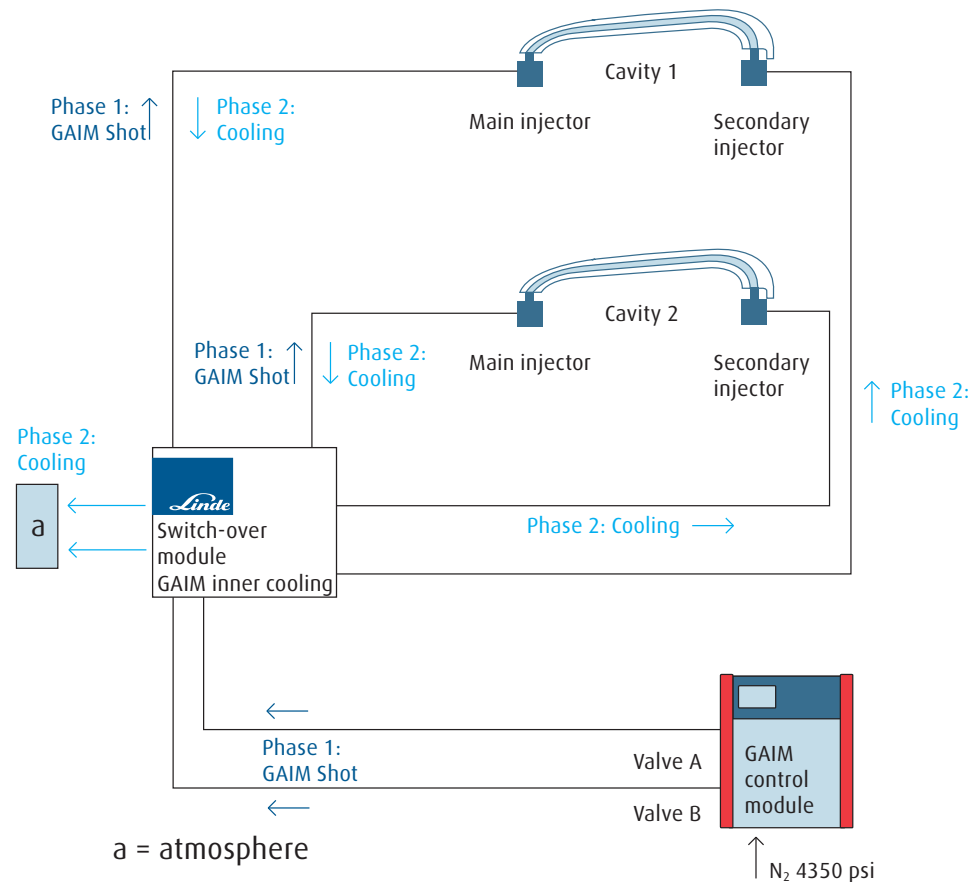 Cavity 1
Main injector
Secondary
injector
Phase 1:
GAIM Shot
Phase 2:
Cooling
Cavity 2
Main injector
Secondary
injector
Phase 1:
GAIM Shot
Phase 2:
Cooling
Phase 2:
Cooling
Phase 2:
Cooling
a
Linde
Switch-over
module
GAIM inner cooling
Phase 2: Cooling
Phase 1:
GAIM Shot
Valve A
Valve B
GAIM
control
module
a = atmosphere
N₂ 4350 psi